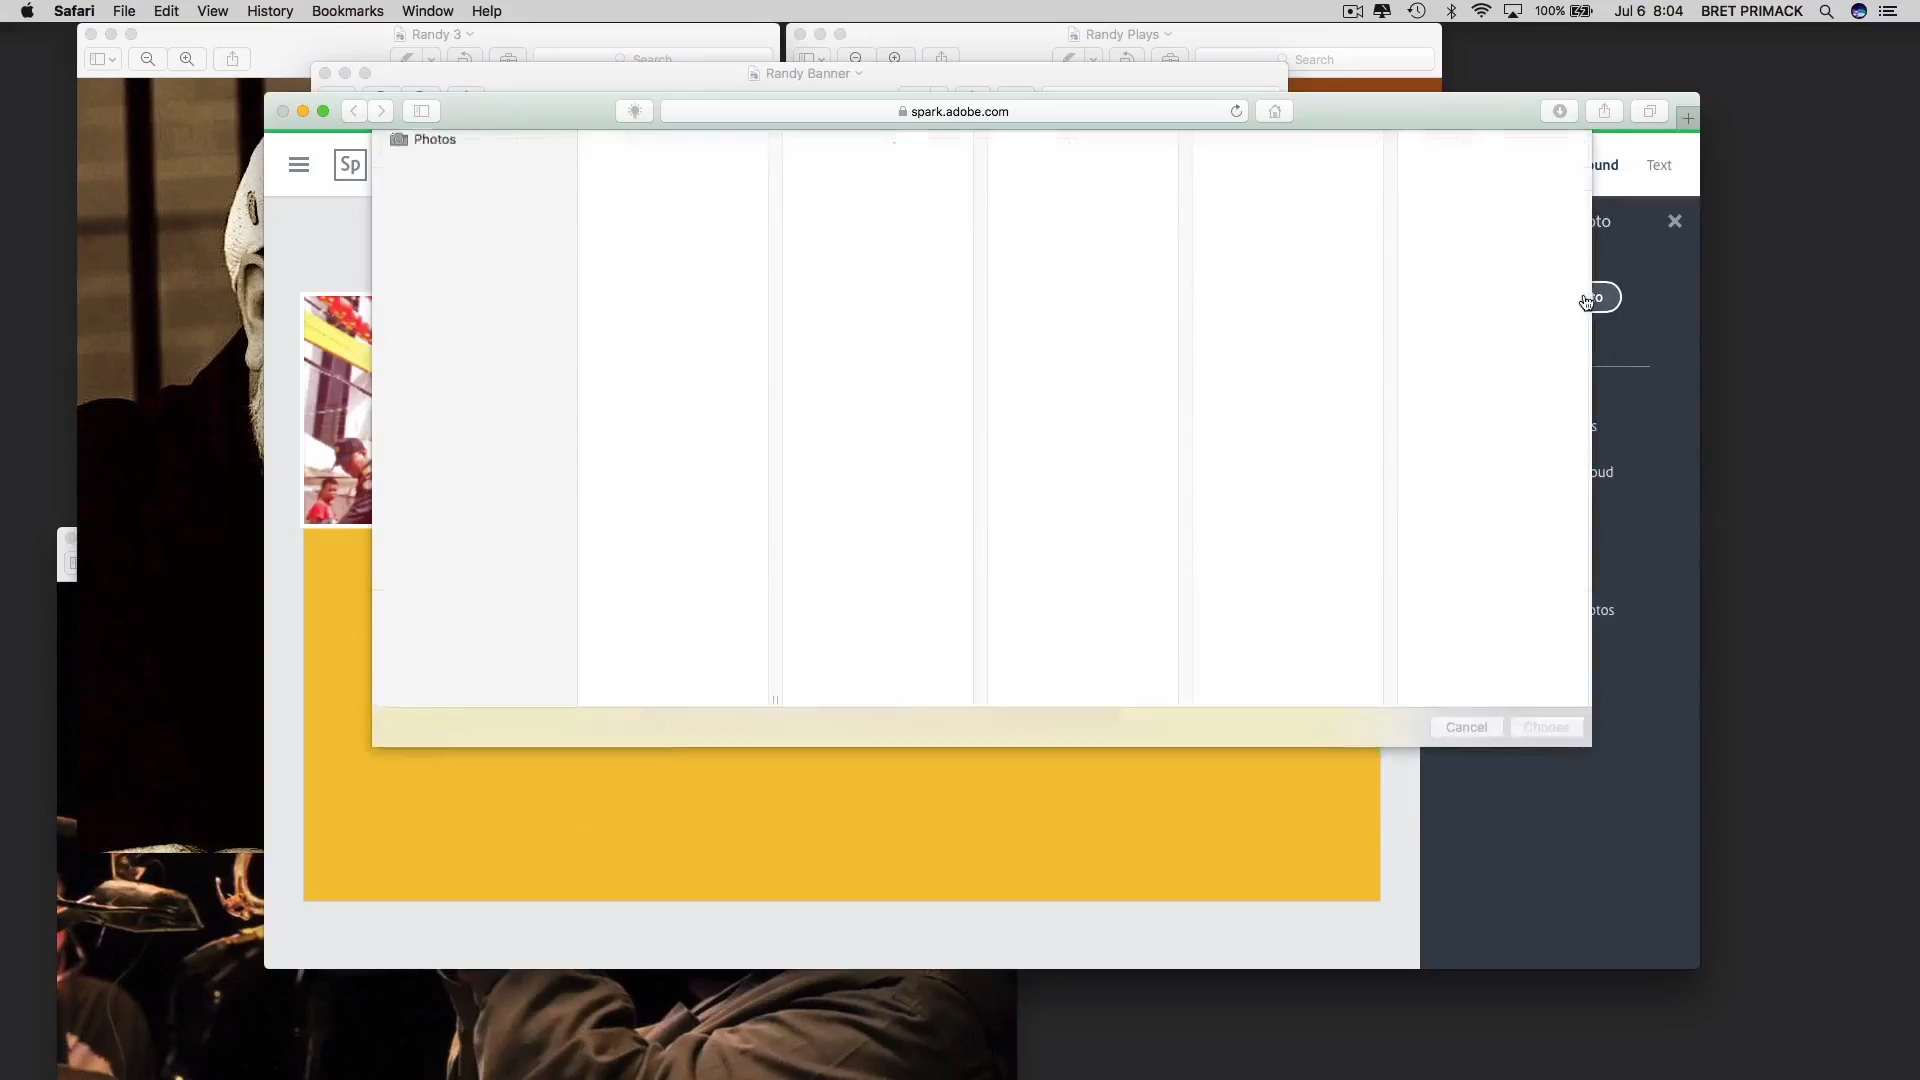 Safari File Edit View History Bookmarks Window Help 100% Jul 6 8:04 BRET PRIMACK
Randy 3
Randy Plays
Search
Search
Randy Banner
spark.adobe.com
Photos
Sp
ound
Text
oto
o
s
oud
otos
Cancel
Choose